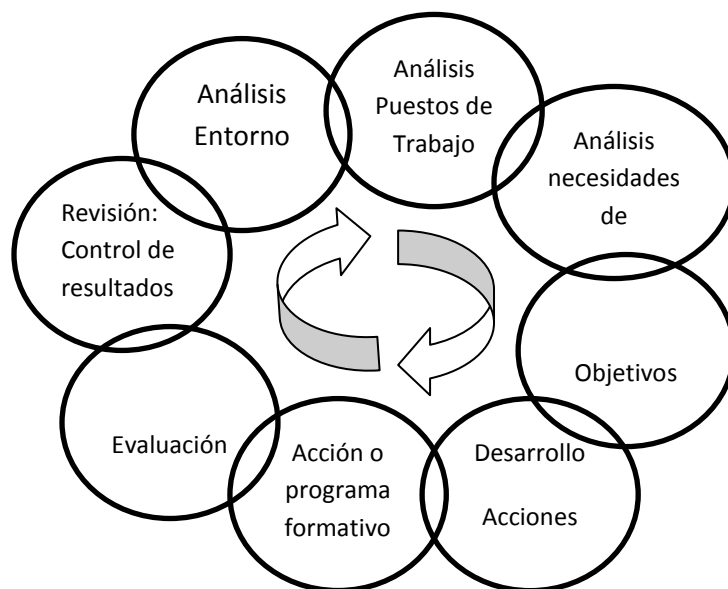 Análisis
Entorno
Análisis
Puestos de
Trabajo
Análisis
necesidades
de
Objetivos
Desarrollo
Acciones
Acción o
programa
formativo
Evaluación
Revisión:
Control de
resultados